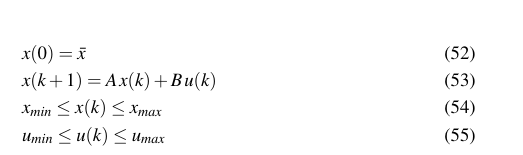 x(0) = x̄ (52)
x(k+1) = Ax(k) + Bu(k) (53)
x_min ≤ x(k) ≤ x_max (54)
u_min ≤ u(k) ≤ u_max (55)